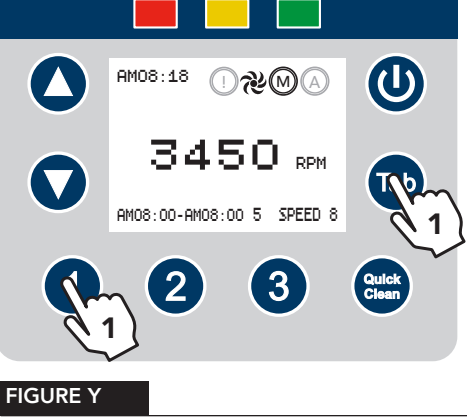 AM08:18 ! M A
3450 RPM
Tab
AM08:00-AM08:00 5 SPEED 8
1
1 2 3 Quick
Clean
1
FIGURE Y